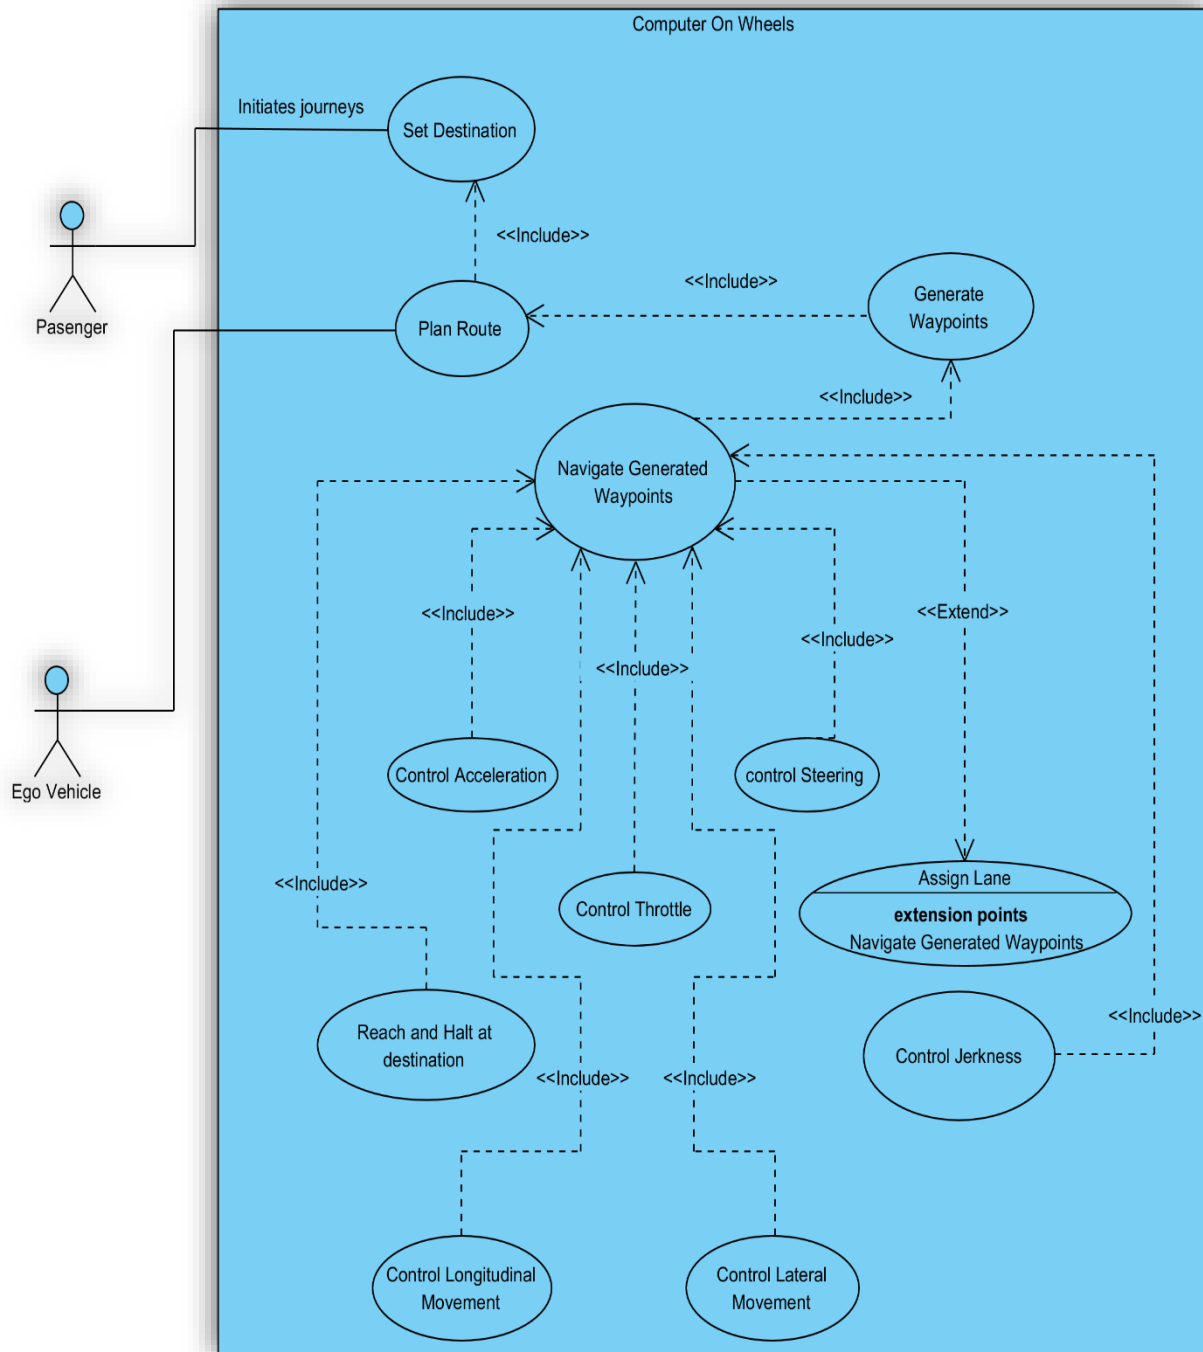 Computer On Wheels
Initiates journeys
Set Destination
<<Include>>
Pasenger
Plan Route
<<Include>>
Generate
Waypoints
<<Include>>
Navigate Generated
Waypoints
<<Include>>
<<Include>>
<<Include>>
<<Extend>>
Ego Vehicle
Control Acceleration
control Steering
<<Include>>
Control Throttle
Assign Lane
extension points
Navigate Generated Waypoints
Reach and Halt at
destination
<<Include>>
Control Jerkness
<<Include>>
<<Include>>
Control Longitudinal
Movement
Control Lateral
Movement